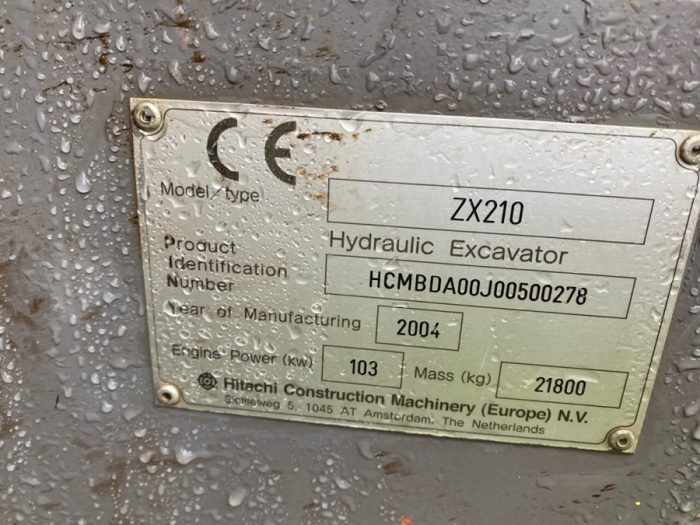 CE
Model/type ZX210
Hydraulic Excavator
Product
Identification
Number HCMBDA00J00500278
Year of Manufacturing 2004
Engine Power (kw) 103 Mass (kg) 21800
Hitachi Construction Machinery (Europe) N.V.
Siciliëweg 5, 1045 AT Amsterdam, The Netherlands